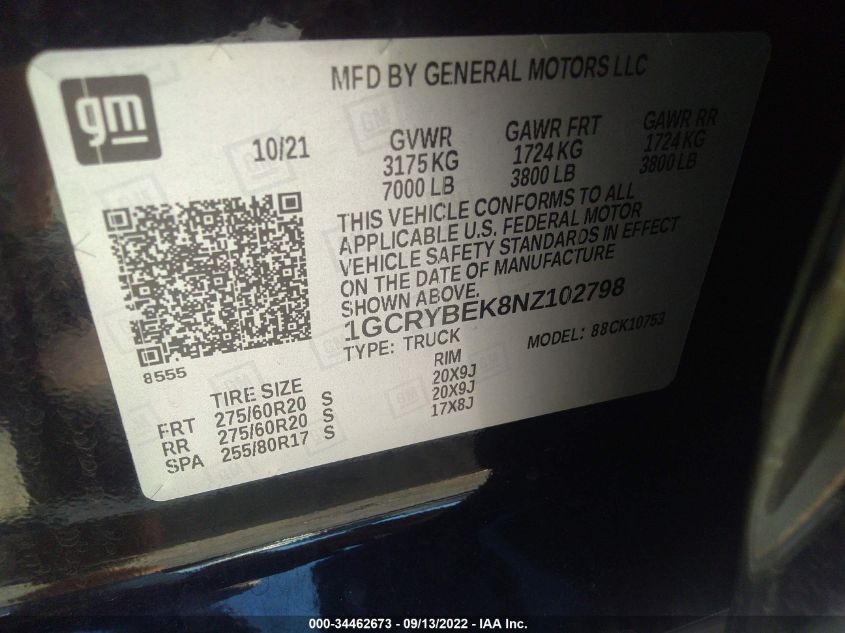 gm
MFD BY GENERAL MOTORS LLC
10/21
GVWR GAWR FRT GAWR RR
3175 KG 1724 KG 1724 KG
7000 LB 3800 LB 3800 LB
THIS VEHICLE CONFORMS TO ALL
APPLICABLE U.S. FEDERAL MOTOR
VEHICLE SAFETY STANDARDS IN EFFECT
ON THE DATE OF MANUFACTURE
SHOWN ABOVE.
1GCRYBEK8NZ102798
TYPE: TRUCK MODEL: 88CK10753
8555
TIRE SIZE RIM
FRT 275/60R20 S 20X9J
RR 275/60R20 S 20X9J
SPA 255/80R17 S 17X8J
000-34462673 - 09/13/2022 - IAA Inc.